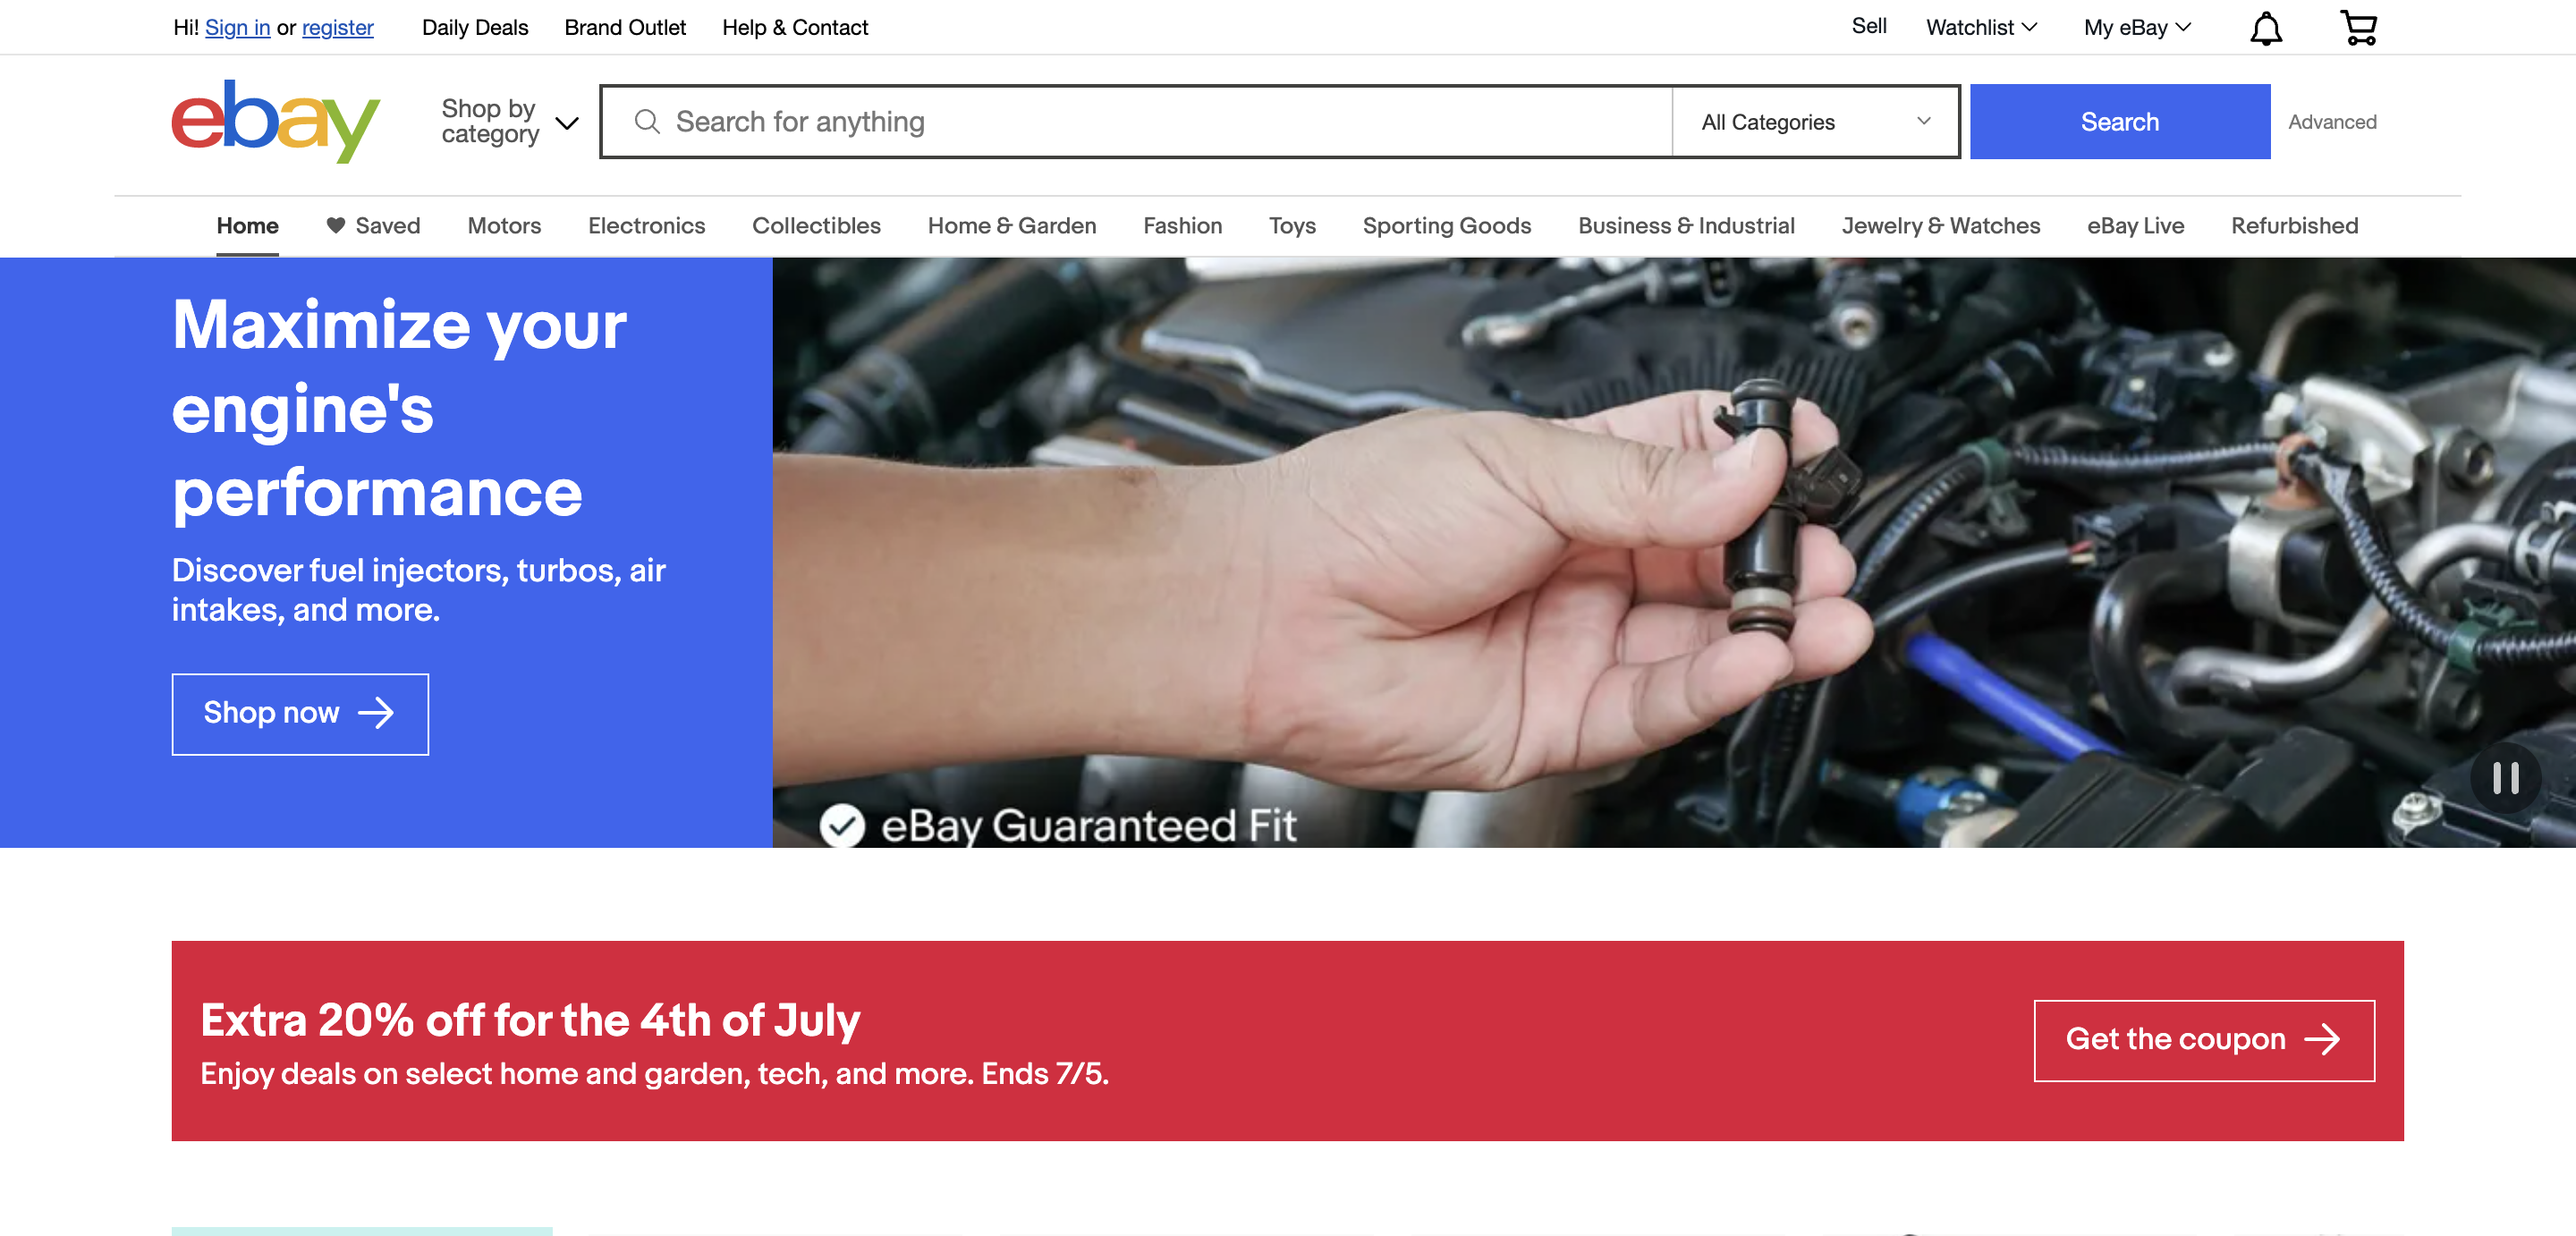 Hi! Sign in or register Daily Deals Brand Outlet Help & Contact Sell Watchlist My eBay
ebay
Shop by
category
Search for anything All Categories Search Advanced
Home Saved Motors Electronics Collectibles Home & Garden Fashion Toys Sporting Goods Business & Industrial Jewelry & Watches eBay Live Refurbished
Maximize your
engine's
performance
Discover fuel injectors, turbos, air
intakes, and more.
Shop now
eBay Guaranteed Fit
Extra 20% off for the 4th of July
Enjoy deals on select home and garden, tech, and more. Ends 7/5.
Get the coupon